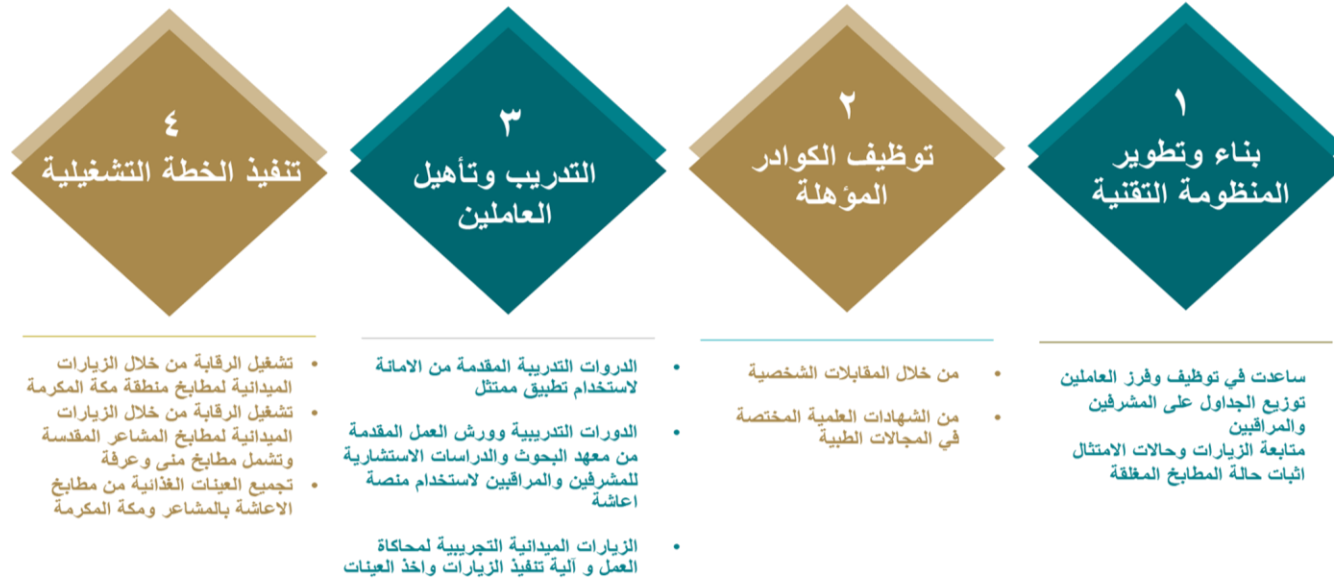 ١
بناء وتطوير
المنظومة التقنية
ساعدت في توظيف وفرز العاملين
توزيع الجداول على المشرفين
والمراقبين
متابعة الزيارات وحالات الامتثال
اثبات حالة المطابخ المغلقة
٢
توظيف الكوادر
المؤهلة
• من خلال المقابلات الشخصية
• من الشهادات العلمية المختصة
في المجالات الطبية
٣
التدريب وتأهيل
العاملين
• الدروات التدريبة المقدمة من الامانة
لاستخدام تطبيق ممتثل
• الدورات التدريبية وورش العمل المقدمة
من معهد البحوث والدراسات الاستشارية
للمشرفين والمراقبين لاستخدام منصة
اعاشة
• الزيارات الميدانية التجريبية لمحاكاة
العمل و آلية تنفيذ الزيارات واخذ العينات
٤
تنفيذ الخطة التشغيلية
• تشغيل الرقابة من خلال الزيارات
الميدانية لمطابخ منطقة مكة المكرمة
• تشغيل الرقابة من خلال الزيارات
الميدانية لمطابخ المشاعر المقدسة
وتشمل مطابخ منى وعرفة
• تجميع العينات الغذائية من مطابخ
الاعاشة بالمشاعر ومكة المكرمة